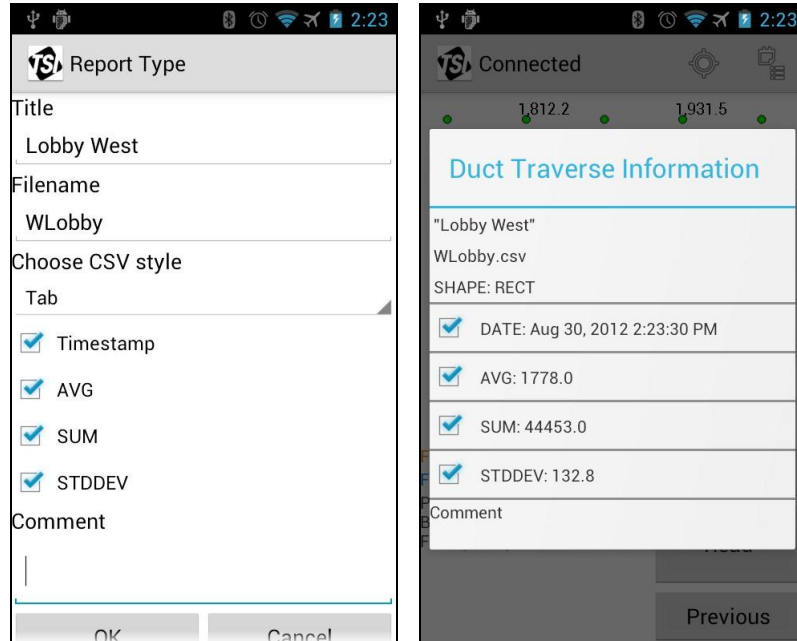 2:23
TSI Report Type
Title
Lobby West
Filename
WLobby
Choose CSV style
Tab
Timestamp
AVG
SUM
STDDEV
Comment
OK Cancel
2:23
TSI Connected
1,812.2 1,931.5
Duct Traverse Information
"Lobby West"
WLobby.csv
SHAPE: RECT
DATE: Aug 30, 2012 2:23:30 PM
AVG: 1778.0
SUM: 44453.0
STDDEV: 132.8
Comment
Read
Previous